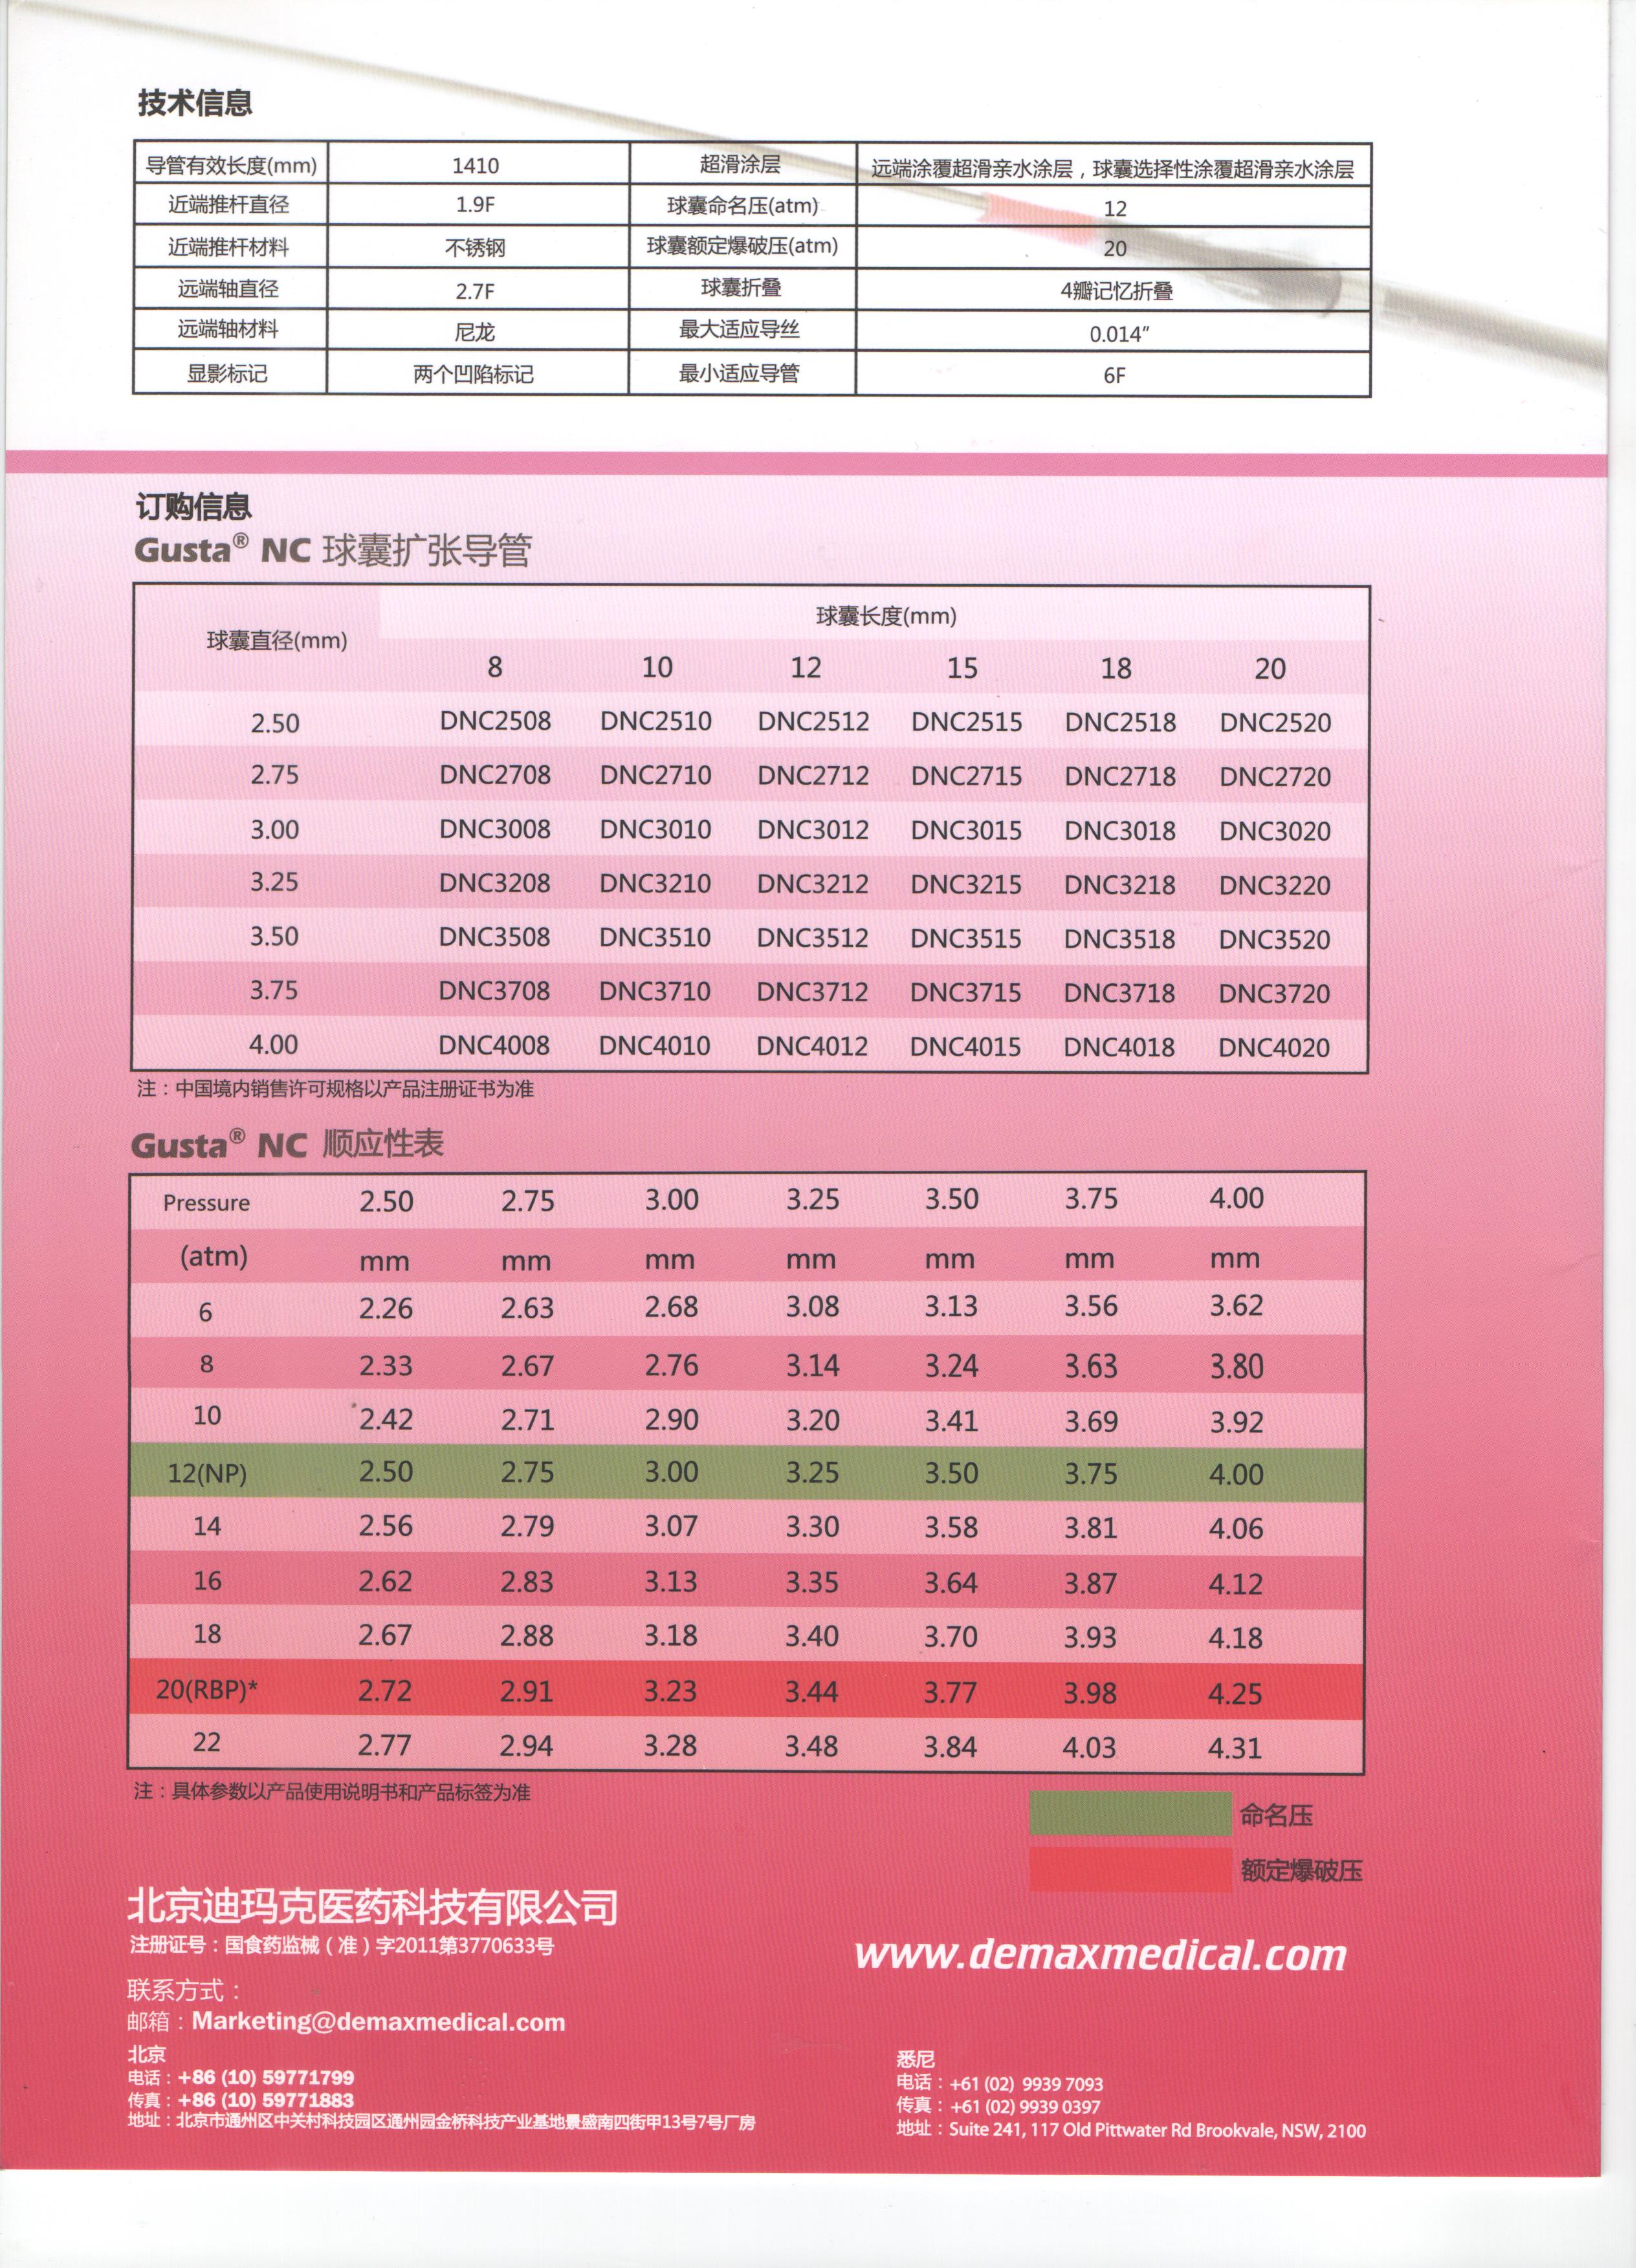 技术信息
导管有效长度(mm) 1410 超滑涂层 远端涂覆超滑亲水涂层，球囊选择性涂覆超滑亲水涂层
近端推杆直径 1.9F 球囊命名压(atm) 12
近端推杆材料 不锈钢 球囊额定爆破压(atm) 20
远端轴直径 2.7F 球囊折叠 4瓣记忆折叠
远端轴材料 尼龙 最大适应导丝 0.014″
显影标记 两个凹陷标记 最小适应导管 6F
订购信息
Gusta® NC 球囊扩张导管
球囊直径(mm) 球囊长度(mm)
8 10 12 15 18 20
2.50 DNC2508 DNC2510 DNC2512 DNC2515 DNC2518 DNC2520
2.75 DNC2708 DNC2710 DNC2712 DNC2715 DNC2718 DNC2720
3.00 DNC3008 DNC3010 DNC3012 DNC3015 DNC3018 DNC3020
3.25 DNC3208 DNC3210 DNC3212 DNC3215 DNC3218 DNC3220
3.50 DNC3508 DNC3510 DNC3512 DNC3515 DNC3518 DNC3520
3.75 DNC3708 DNC3710 DNC3712 DNC3715 DNC3718 DNC3720
4.00 DNC4008 DNC4010 DNC4012 DNC4015 DNC4018 DNC4020
注：中国境内销售许可规格以产品注册证书为准
Gusta® NC 顺应性表
Pressure 2.50 2.75 3.00 3.25 3.50 3.75 4.00
(atm) mm mm mm mm mm mm mm
6 2.26 2.63 2.68 3.08 3.13 3.56 3.62
8 2.33 2.67 2.76 3.14 3.24 3.63 3.80
10 2.42 2.71 2.90 3.20 3.41 3.69 3.92
12(NP) 2.50 2.75 3.00 3.25 3.50 3.75 4.00
14 2.56 2.79 3.07 3.30 3.58 3.81 4.06
16 2.62 2.83 3.13 3.35 3.64 3.87 4.12
18 2.67 2.88 3.18 3.40 3.70 3.93 4.18
20(RBP)* 2.72 2.91 3.23 3.44 3.77 3.98 4.25
22 2.77 2.94 3.28 3.48 3.84 4.03 4.31
注：具体参数以产品使用说明书和产品标签为准
命名压
额定爆破压
北京迪玛克医药科技有限公司
注册证号：国食药监械（准）字2011第3770633号
www.demaxmedical.com
联系方式：
邮箱：Marketing@demaxmedical.com
北京
电话：+86 (10) 59771799
传真：+86 (10) 59771883
地址：北京市通州区中关村科技园区通州园金桥科技产业基地景盛南四街甲13号7号厂房
悉尼
电话：+61 (02) 9939 7093
传真：+61 (02) 9939 0397
地址：Suite 241, 117 Old Pittwater Rd Brookvale, NSW, 2100